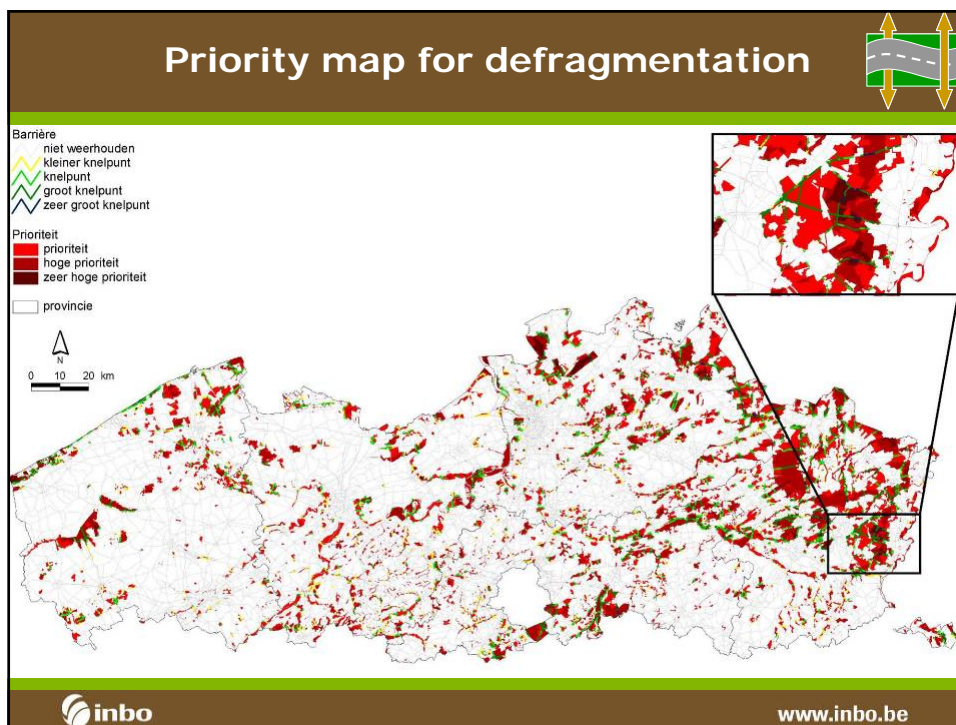 Priority map for defragmentation
Barrière
niet weerhouden
kleiner knelpunt
knelpunt
groot knelpunt
zeer groot knelpunt
Prioriteit
prioriteit
hoge prioriteit
zeer hoge prioriteit
provincie
N
0 10 20 km
inbo
www.inbo.be